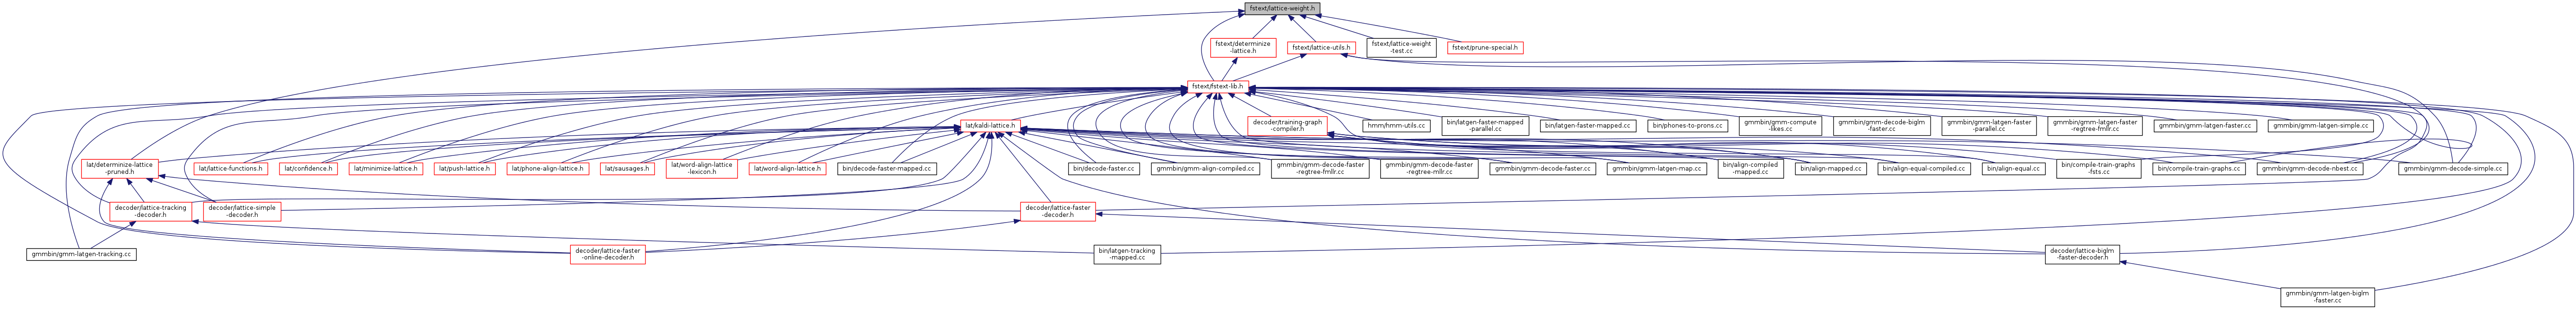 fstext/lattice-weight.h
fstext/determinize
-lattice.h
fstext/lattice-utils.h
fstext/lattice-weight
-test.cc
fstext/prune-special.h
fstext/fstext-lib.h
lat/kaldi-lattice.h
decoder/training-graph
-compiler.h
hmm/hmm-utils.cc
bin/latgen-faster-mapped
-parallel.cc
bin/latgen-faster-mapped.cc
bin/phones-to-prons.cc
gmmbin/gmm-compute
-likes.cc
gmmbin/gmm-decode-biglm
-faster.cc
gmmbin/gmm-latgen-faster
-parallel.cc
gmmbin/gmm-latgen-faster
-regtree-fmllr.cc
gmmbin/gmm-latgen-faster.cc
gmmbin/gmm-latgen-simple.cc
lat/determinize-lattice
-pruned.h
lat/lattice-functions.h
lat/confidence.h
lat/minimize-lattice.h
lat/push-lattice.h
lat/phone-align-lattice.h
lat/sausages.h
lat/word-align-lattice
-lexicon.h
lat/word-align-lattice.h
bin/decode-faster-mapped.cc
bin/decode-faster.cc
gmmbin/gmm-align-compiled.cc
gmmbin/gmm-decode-faster
-regtree-fmllr.cc
gmmbin/gmm-decode-faster
-regtree-mllr.cc
gmmbin/gmm-decode-faster.cc
gmmbin/gmm-latgen-map.cc
bin/align-compiled
-mapped.cc
bin/align-mapped.cc
bin/align-equal-compiled.cc
bin/align-equal.cc
bin/compile-train-graphs
-fsts.cc
bin/compile-train-graphs.cc
gmmbin/gmm-decode-nbest.cc
gmmbin/gmm-decode-simple.cc
decoder/lattice-tracking
-decoder.h
decoder/lattice-simple
-decoder.h
decoder/lattice-faster
-decoder.h
gmmbin/gmm-latgen-tracking.cc
decoder/lattice-faster
-online-decoder.h
bin/latgen-tracking
-mapped.cc
decoder/lattice-biglm
-faster-decoder.h
gmmbin/gmm-latgen-biglm
-faster.cc